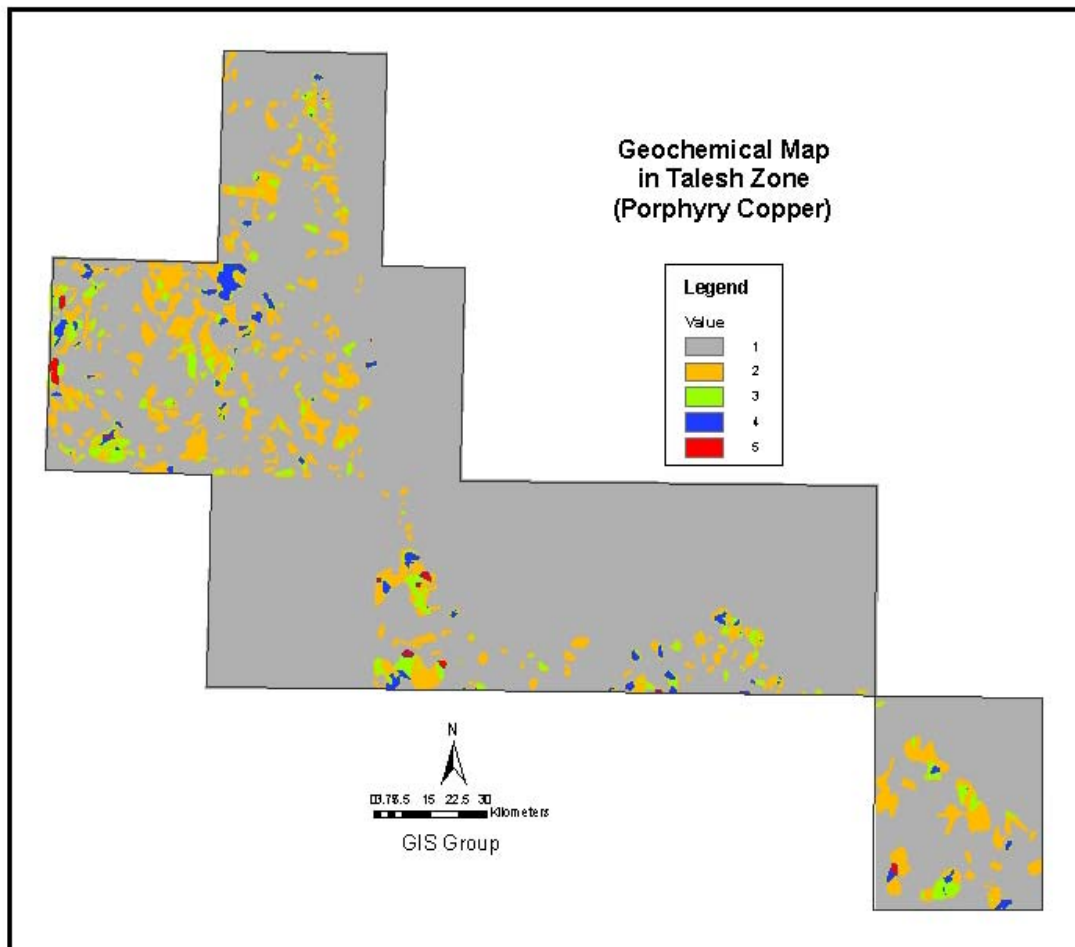 Geochemical Map
in Talesh Zone
(Porphyry Copper)
Legend
Value
1
2
3
4
5
N
15 22.5 30
Kilometers
GIS Group